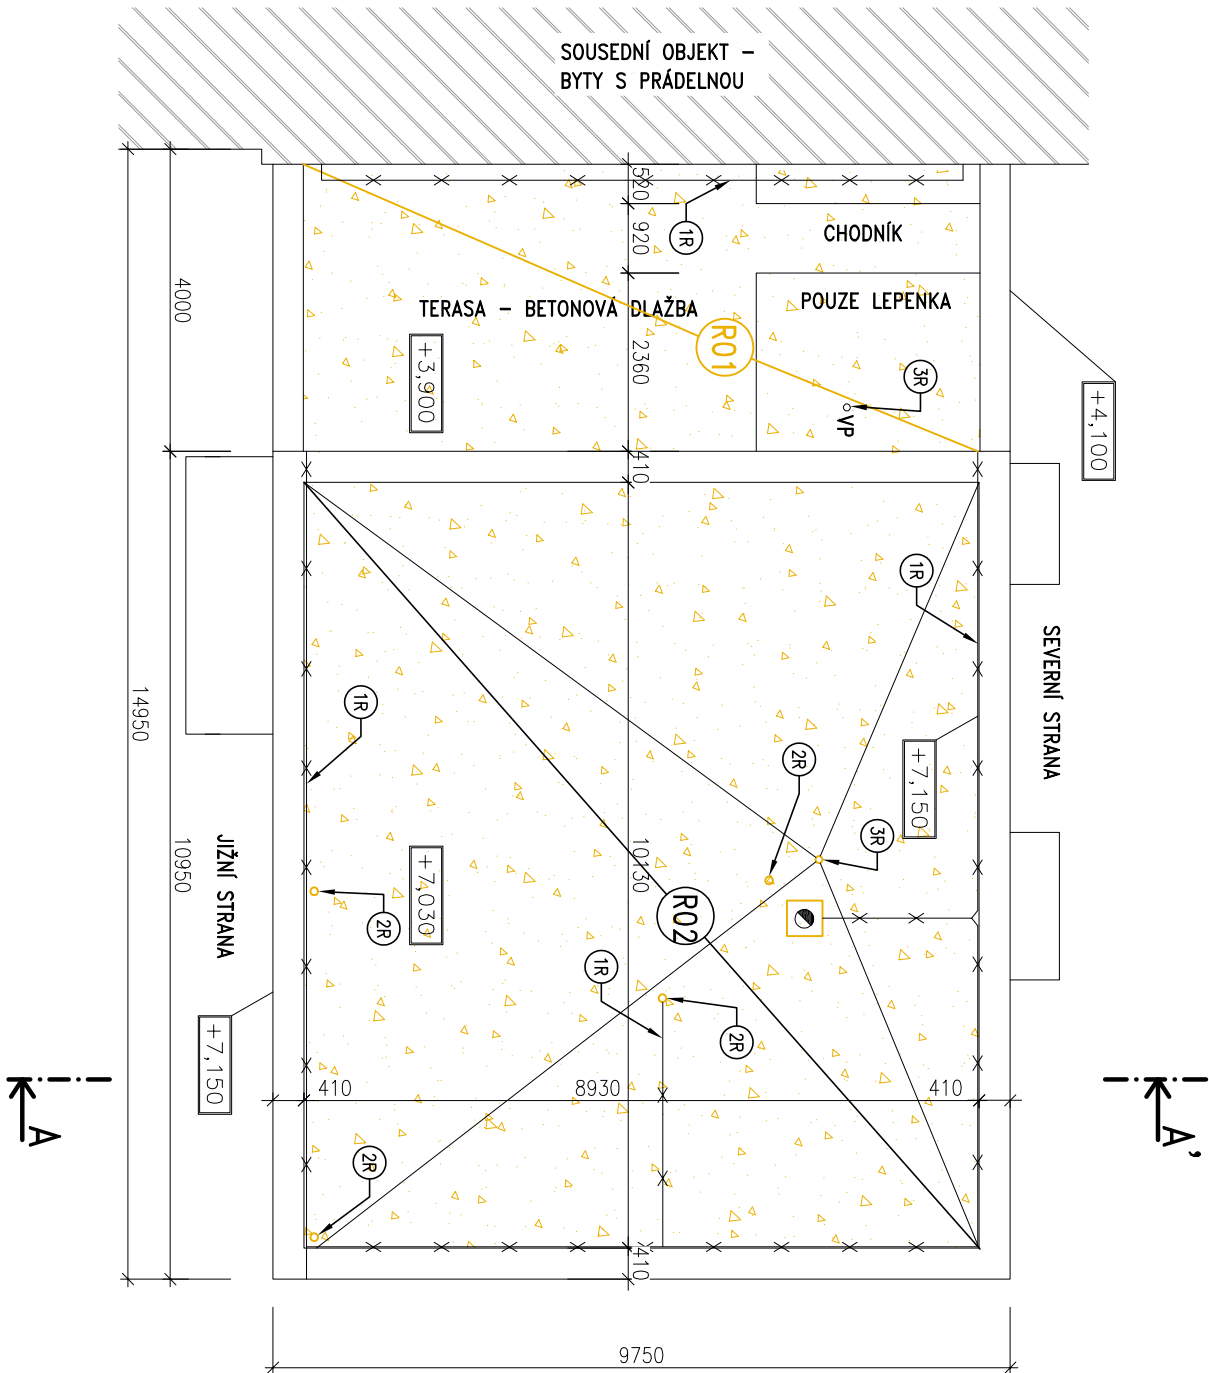 SOUSEDNÍ OBJEKT –
BYTY S PRÁDELNOU
520
1R
920
CHODNÍK
4000
TERASA – BETONOVÁ DLAŽBA
POUZE LEPENKA
R01
2360
+3,900
3R
VP
+4,100
410
1R
SEVERNÍ STRANA
14950
1R
2R
+7,150
3R
10950
JIŽNÍ STRANA
10130
+7,030
R02
2R
1R
2R
+7,150
410
8930
410
A
A'
2R
410
9750